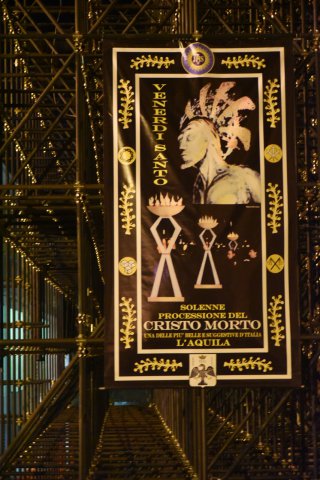 VENERDI SANTO
SOLENNE
PROCESSIONE DEL
CRISTO MORTO
UNA DELLE PIU' BELLE E SUGGESTIVE D'ITALIA
L'AQUILA